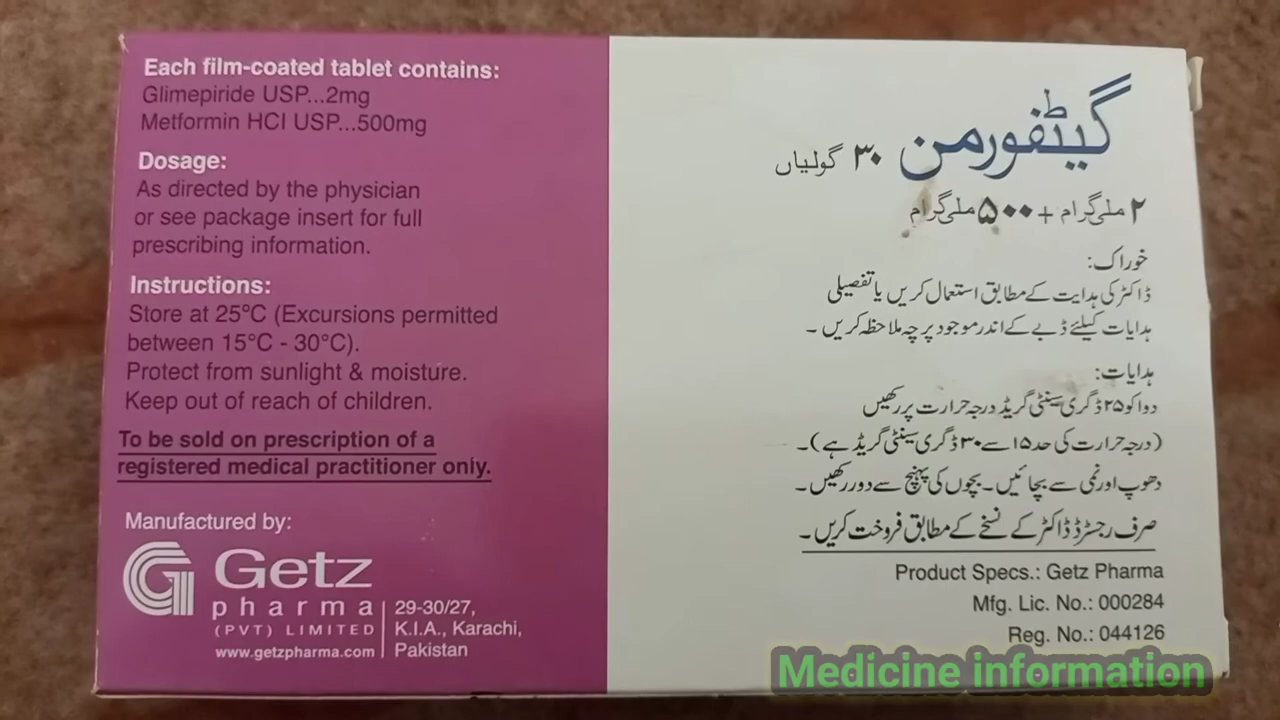 Each film-coated tablet contains:
Glimepiride USP...2mg
Metformin HCl USP...500mg
Dosage:
As directed by the physician
or see package insert for full
prescribing information.
Instructions:
Store at 25°C (Excursions permitted
between 15°C - 30°C).
Protect from sunlight & moisture.
Keep out of reach of children.
To be sold on prescription of a
registered medical practitioner only.
Manufactured by:
Getz
pharma
(PVT) LIMITED
www.getzpharma.com
29-30/27,
K.I.A., Karachi,
Pakistan
گیٹفورمن ۳۰ گولیاں
۲ ملی گرام + ۵۰۰ ملی گرام
خوراک:
ڈاکٹر کی ہدایت کے مطابق استعمال کریں یا تفصیلی
ہدایات کیلئے ڈبے کے اندر موجود پرچہ ملاحظہ کریں ۔
ہدایات:
دوا کو ۲۵ ڈگری سینٹی گریڈ درجہ حرارت پر رکھیں
(درجہ حرارت کی حد ۱۵ سے ۳۰ ڈگری سینٹی گریڈ ہے)۔
دھوپ اور نمی سے بچائیں۔ بچوں کی پہنچ سے دور رکھیں۔
صرف رجسٹرڈ ڈاکٹر کے نسخے کے مطابق فروخت کریں ۔
Product Specs.: Getz Pharma
Mfg. Lic. No.: 000284
Reg. No.: 044126
Medicine information